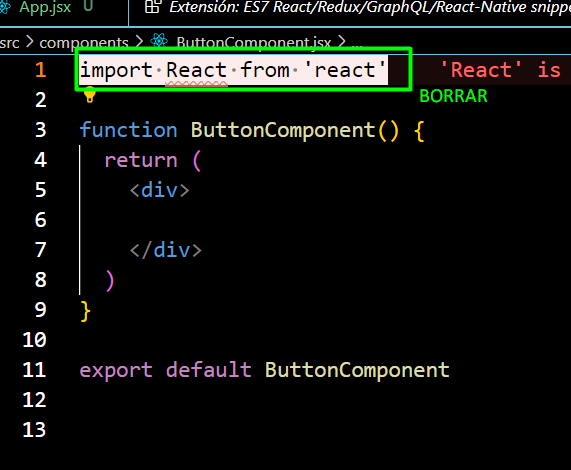 App.jsx U Extensión: ES7 React/Redux/GraphQL/React-Native snippe
src > components > ButtonComponent.jsx > ...
1 import React from 'react' 'React' is
2 BORRAR
3 function ButtonComponent() {
4 return (
5 <div>
6
7 </div>
8 )
9 }
10
11 export default ButtonComponent
12
13